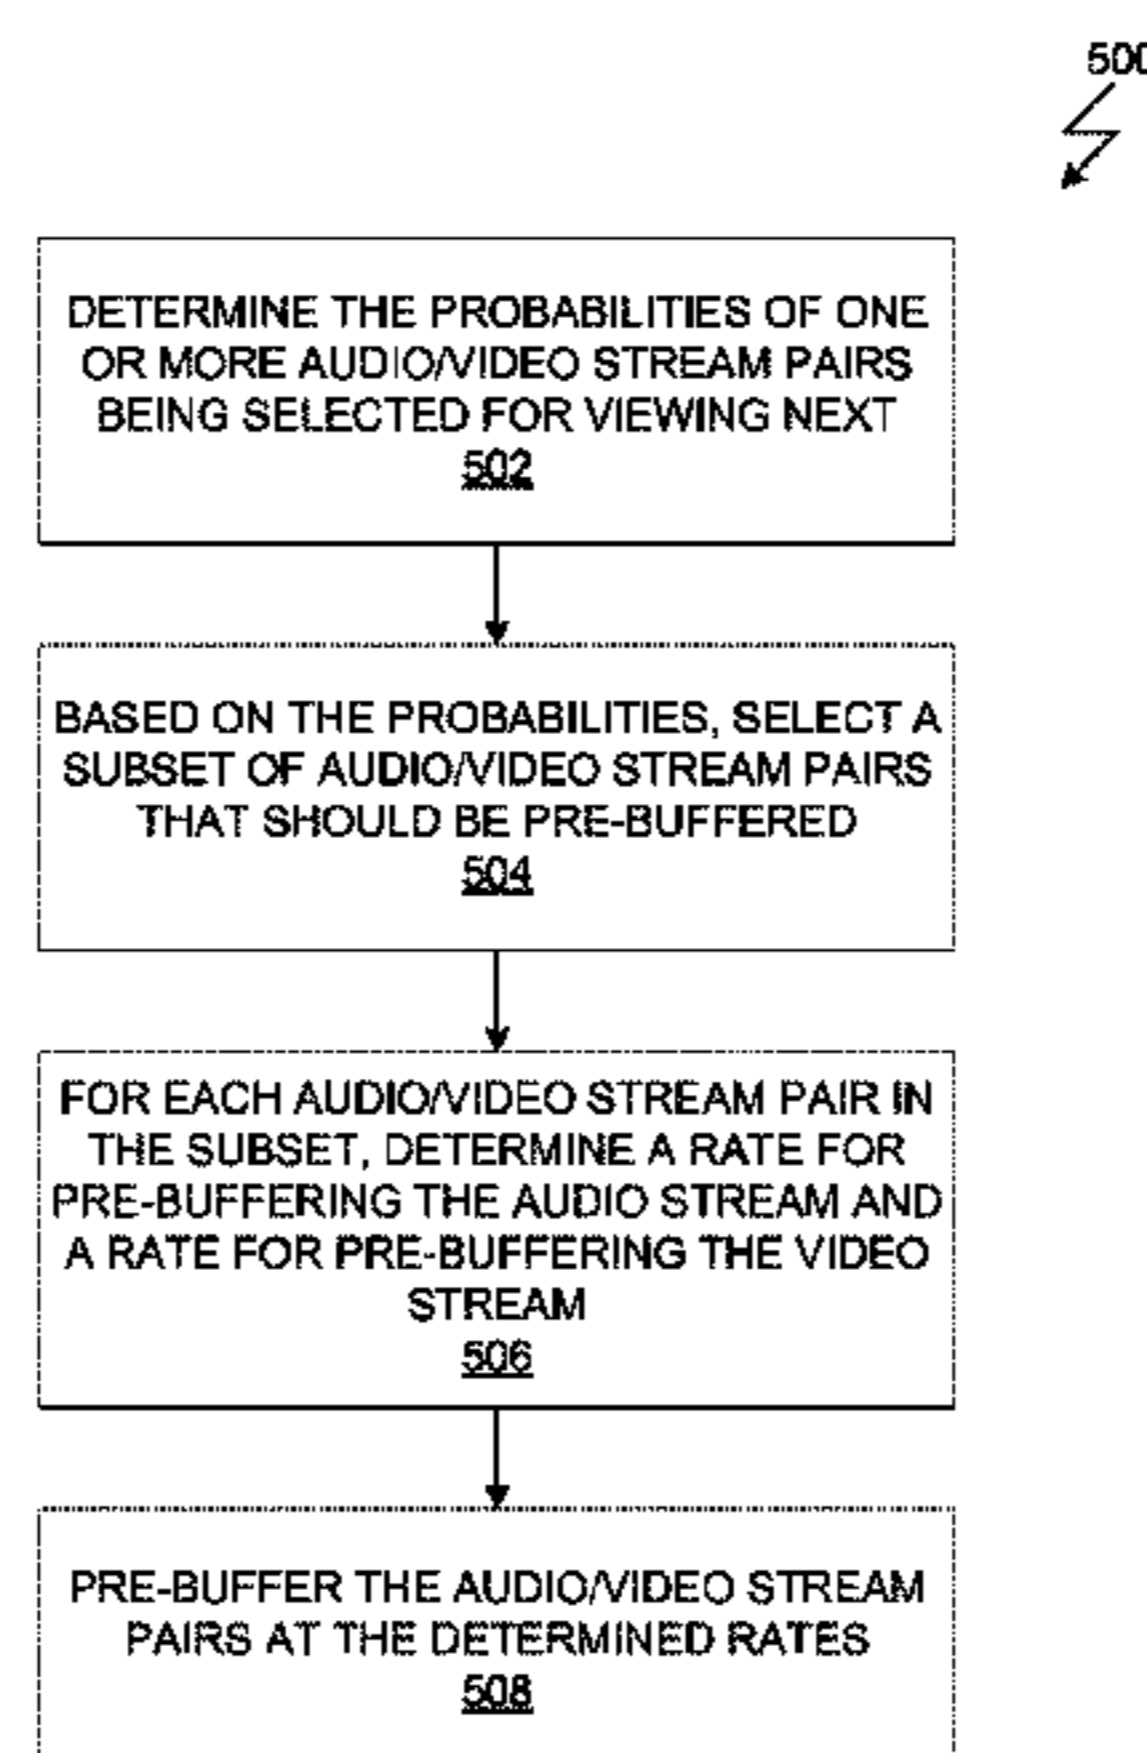 500
DETERMINE THE PROBABILITIES OF ONE
OR MORE AUDIO/VIDEO STREAM PAIRS
BEING SELECTED FOR VIEWING NEXT
502
BASED ON THE PROBABILITIES, SELECT A
SUBSET OF AUDIO/VIDEO STREAM PAIRS
THAT SHOULD BE PRE-BUFFERED
504
FOR EACH AUDIO/VIDEO STREAM PAIR IN
THE SUBSET, DETERMINE A RATE FOR
PRE-BUFFERING THE AUDIO STREAM AND
A RATE FOR PRE-BUFFERING THE VIDEO
STREAM
506
PRE-BUFFER THE AUDIO/VIDEO STREAM
PAIRS AT THE DETERMINED RATES
508